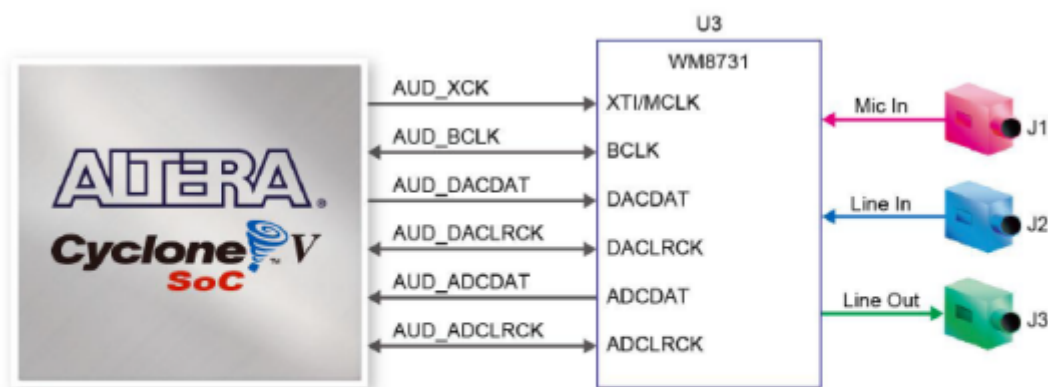 U3
WM8731
AUD_XCK
XTI/MCLK
Mic In
J1
AUD_BCLK
BCLK
AUD_DACDAT
DACDAT
Line In
J2
AUD_DACLRCK
DACLRCK
AUD_ADCDAT
ADCDAT
Line Out
J3
AUD_ADCLRCK
ADCLRCK
ALTERA®
Cyclone™ V
SoC